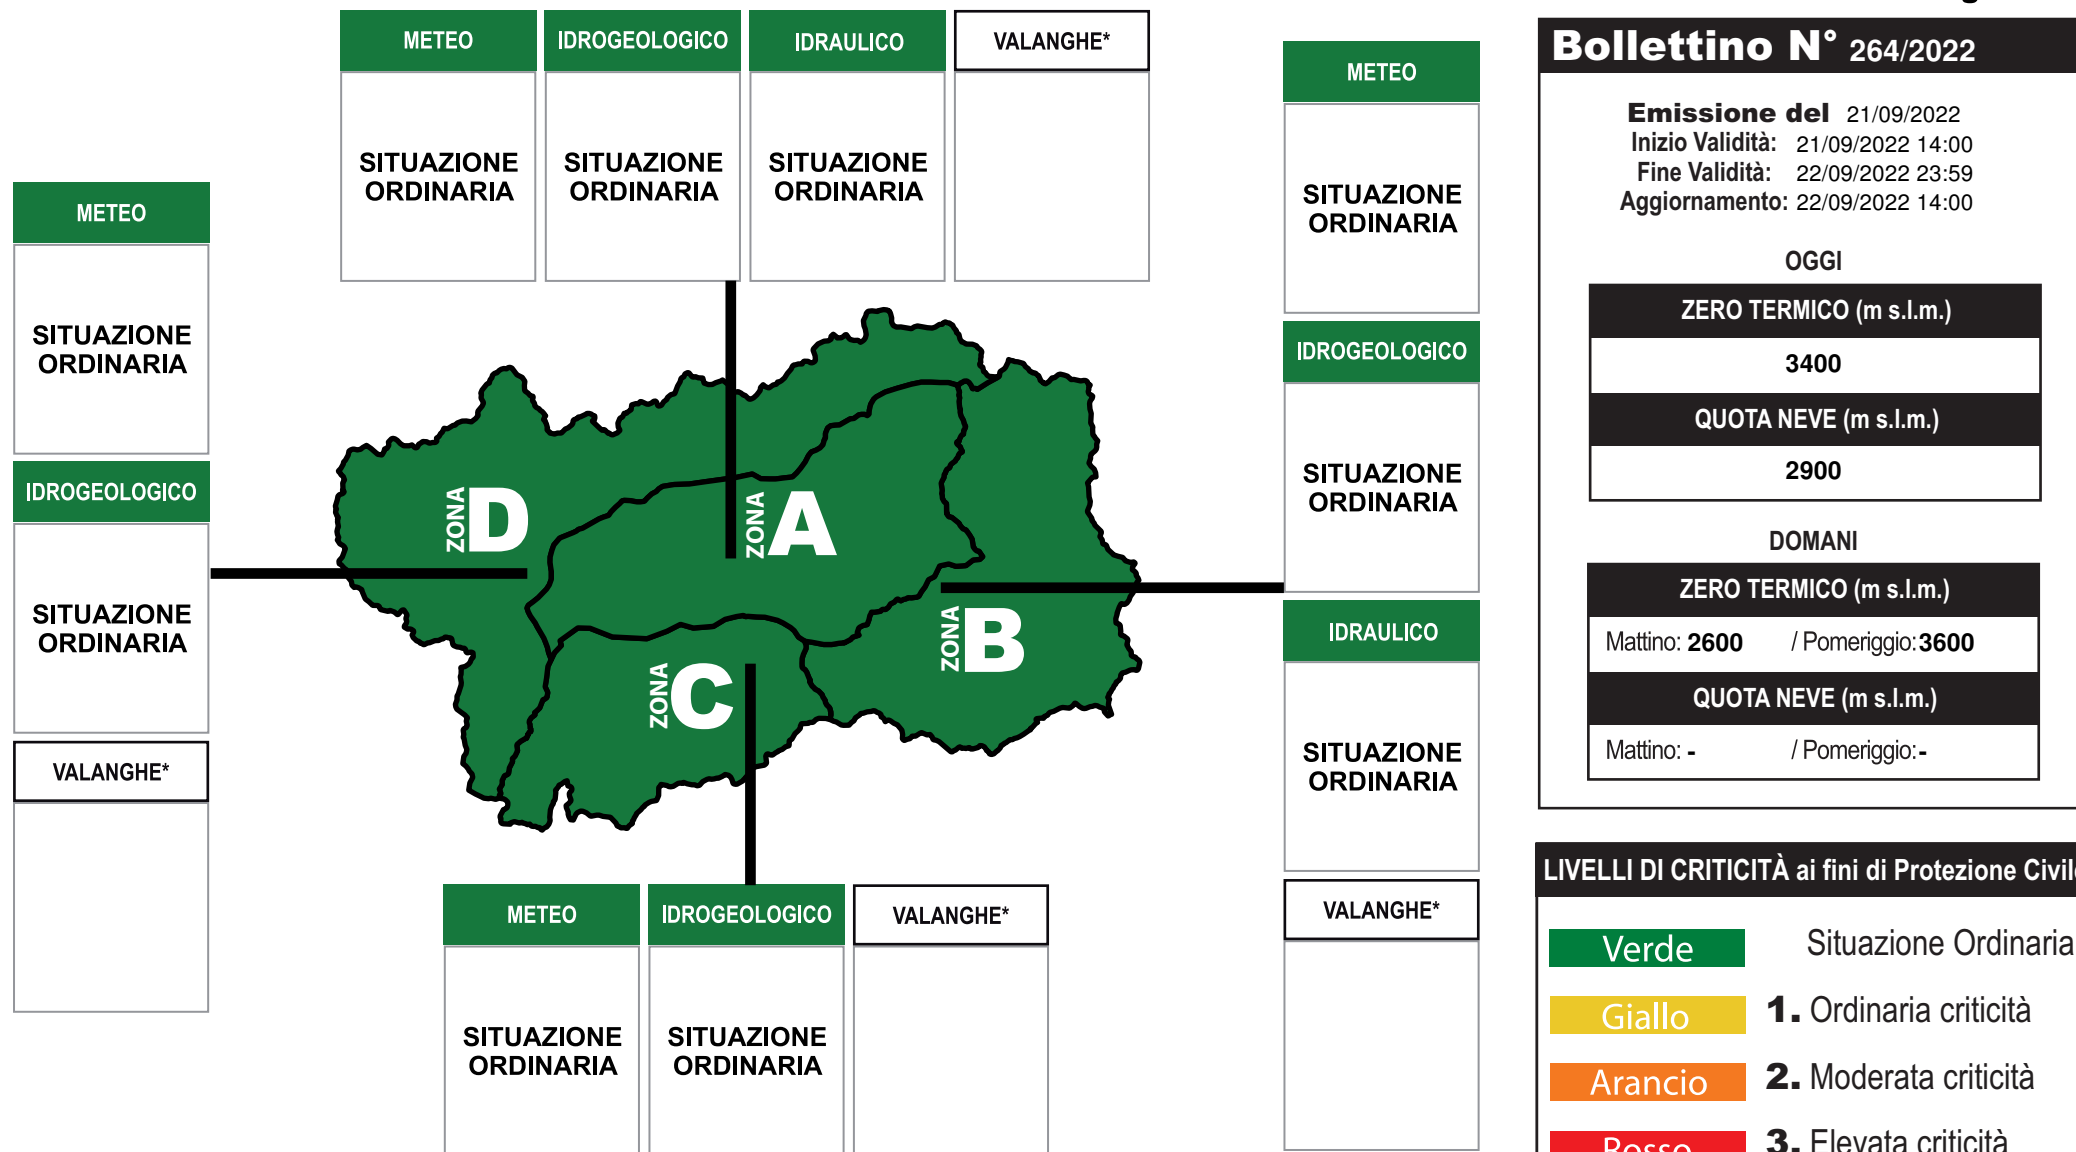 METEO
IDROGEOLOGICO
IDRAULICO
VALANGHE*
SITUAZIONE
ORDINARIA
SITUAZIONE
ORDINARIA
SITUAZIONE
ORDINARIA
METEO
SITUAZIONE
ORDINARIA
IDROGEOLOGICO
SITUAZIONE
ORDINARIA
VALANGHE*
ZONA D
ZONA A
ZONA B
ZONA C
METEO
SITUAZIONE
ORDINARIA
IDROGEOLOGICO
SITUAZIONE
ORDINARIA
IDRAULICO
SITUAZIONE
ORDINARIA
VALANGHE*
METEO
IDROGEOLOGICO
VALANGHE*
SITUAZIONE
ORDINARIA
SITUAZIONE
ORDINARIA
Bollettino N° 264/2022
Emissione del 21/09/2022
Inizio Validità: 21/09/2022 14:00
Fine Validità: 22/09/2022 23:59
Aggiornamento: 22/09/2022 14:00
OGGI
ZERO TERMICO (m s.l.m.)
3400
QUOTA NEVE (m s.l.m.)
2900
DOMANI
ZERO TERMICO (m s.l.m.)
Mattino: 2600 / Pomeriggio: 3600
QUOTA NEVE (m s.l.m.)
Mattino: - / Pomeriggio: -
LIVELLI DI CRITICITÀ ai fini di Protezione Civile
Verde Situazione Ordinaria
Giallo 1. Ordinaria criticità
Arancio 2. Moderata criticità
Rosso 3. Elevata criticità